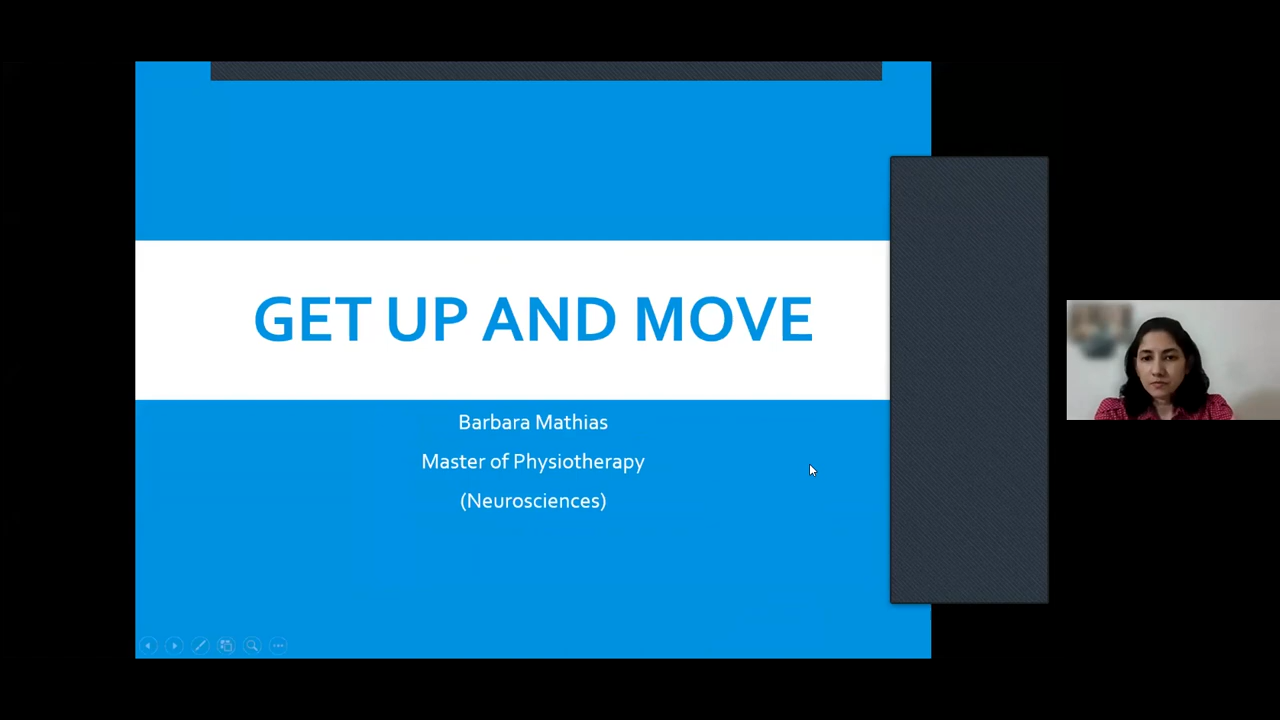 GET UP AND MOVE
Barbara Mathias
Master of Physiotherapy
(Neurosciences)